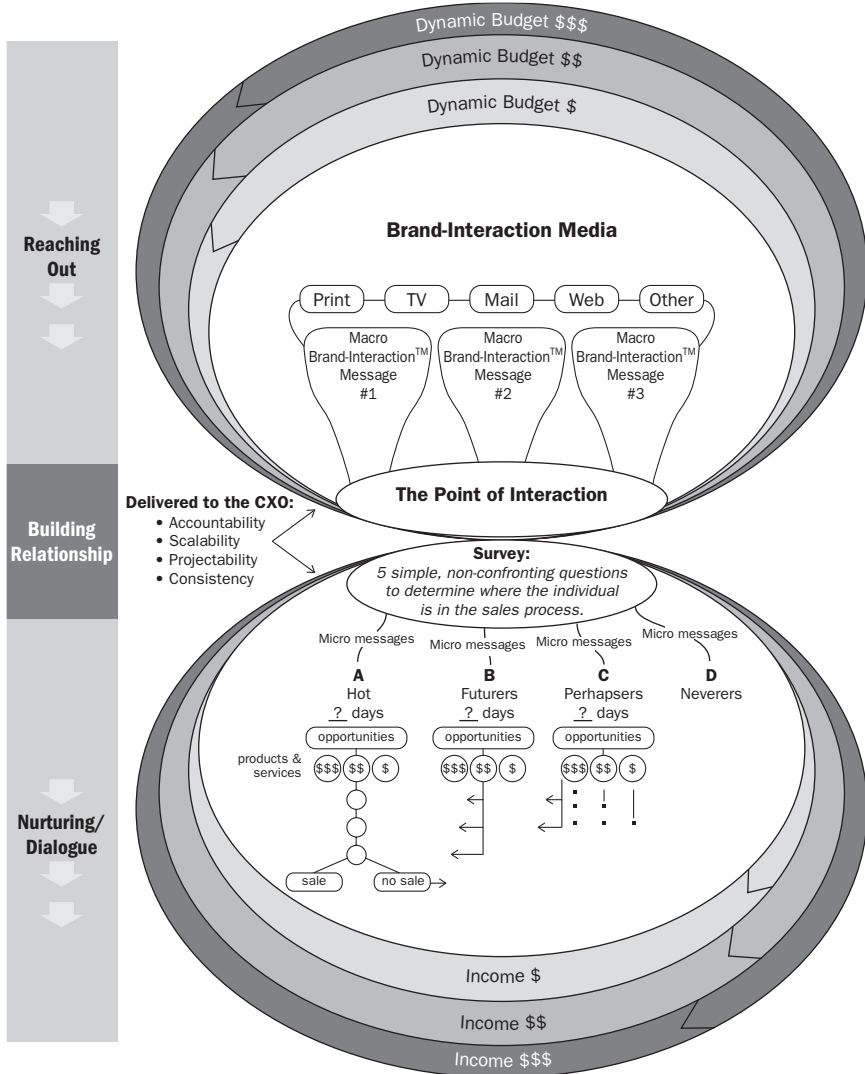 Dynamic Budget $$$
Dynamic Budget $$
Dynamic Budget $
Reaching
Out
Brand-Interaction Media
Print
TV
Mail
Web
Other
Macro
Brand-Interaction™
Message
#1
Macro
Brand-Interaction™
Message
#2
Macro
Brand-Interaction™
Message
#3
The Point of Interaction
Building
Relationship
Delivered to the CXO:
• Accountability
• Scalability
• Projectability
• Consistency
Survey:
5 simple, non-confronting questions
to determine where the individual
is in the sales process.
Micro messages
Micro messages
Micro messages
Micro messages
A
Hot
? days
opportunities
B
Futurers
? days
opportunities
C
Perhapsers
? days
opportunities
D
Neverers
products &
services
$$$ $$ $
$$$ $$ $
$$$ $$ $
sale
no sale
Nurturing/
Dialogue
Income $
Income $$
Income $$$